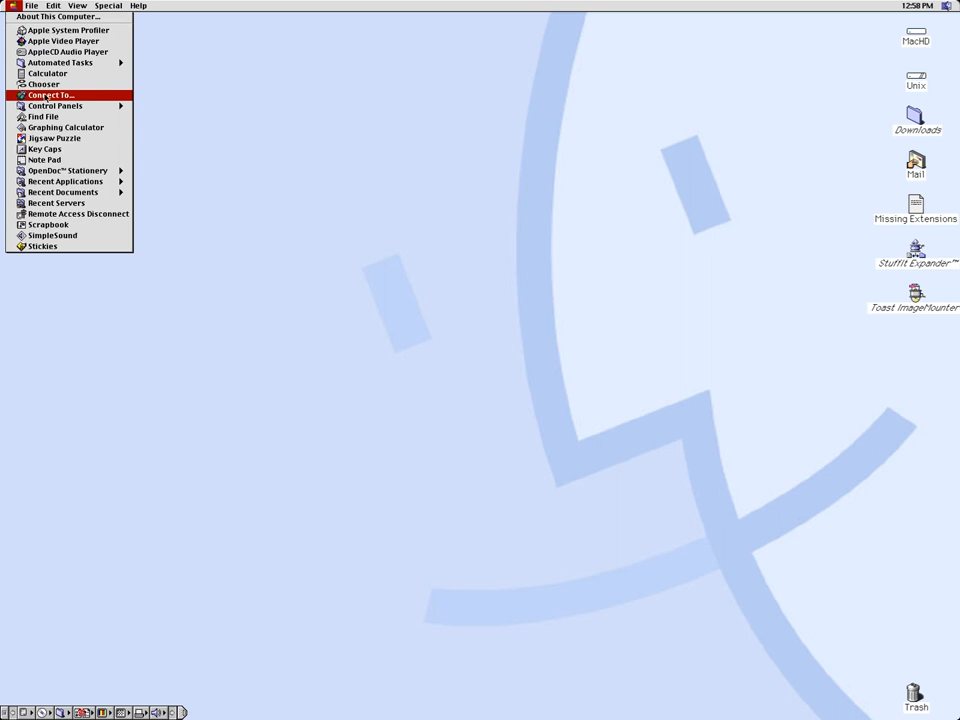 File Edit View Special Help 12:58 PM
About This Computer...
Apple System Profiler
Apple Video Player
AppleCD Audio Player
Automated Tasks
Calculator
Chooser
Connect To...
Control Panels
Find File
Graphing Calculator
Jigsaw Puzzle
Key Caps
Note Pad
OpenDoc™ Stationery
Recent Applications
Recent Documents
Recent Servers
Remote Access Disconnect
Scrapbook
SimpleSound
Stickies
MacHD
Unix
Downloads
Mail
Missing Extensions
StuffIt Expander™
Toast ImageMounter
Trash